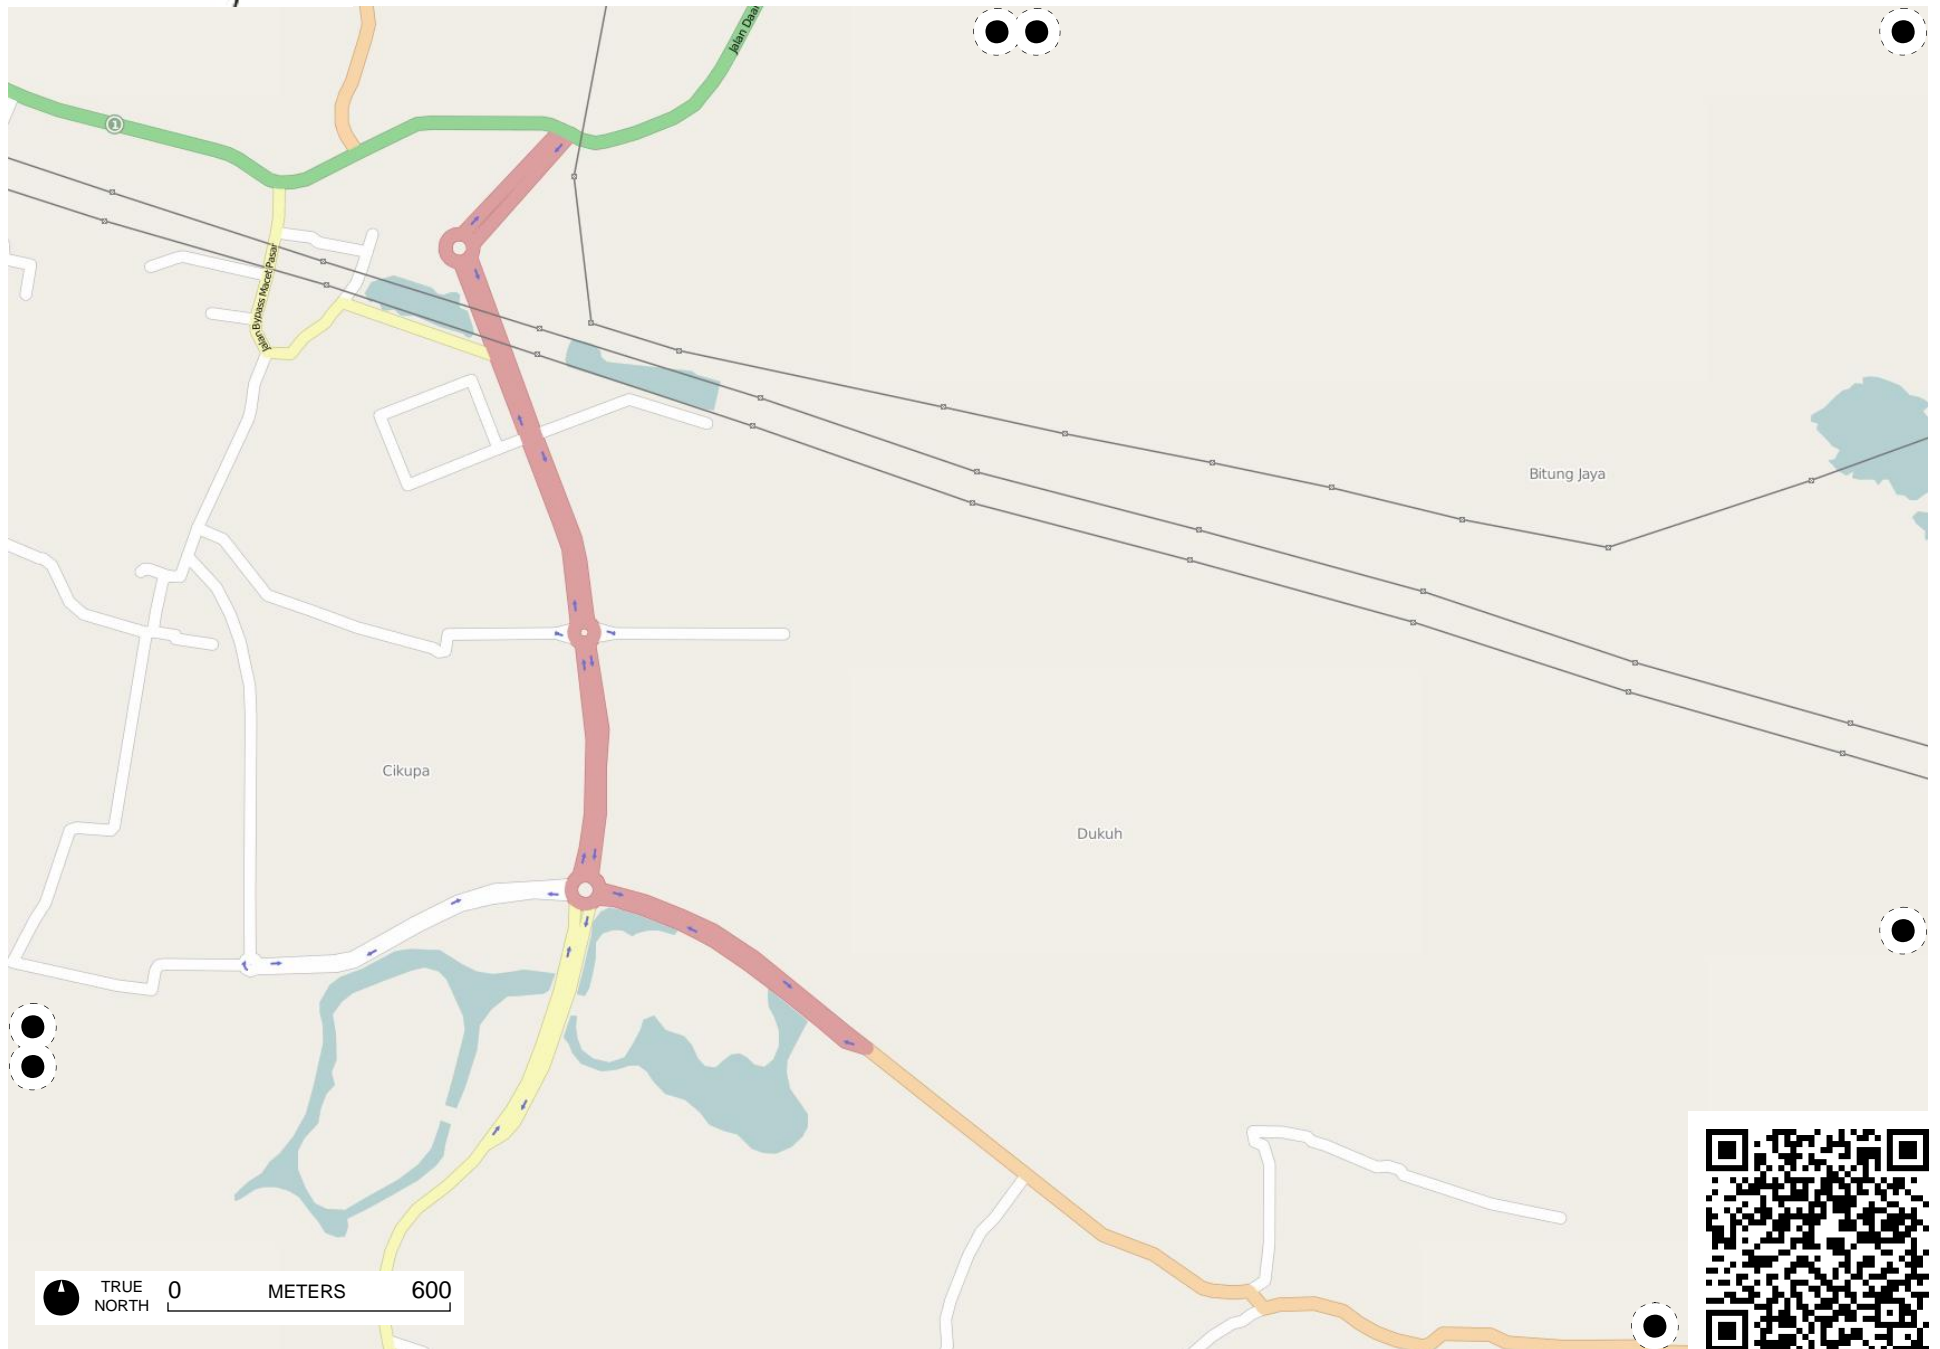 Jalan Daan
1
Jalan Bypass Macet Pasar
Bitung Jaya
Cikupa
Dukuh
TRUE
NORTH
0 METERS 600